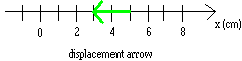 0 2 4 6 8 x (cm)
displacement arrow